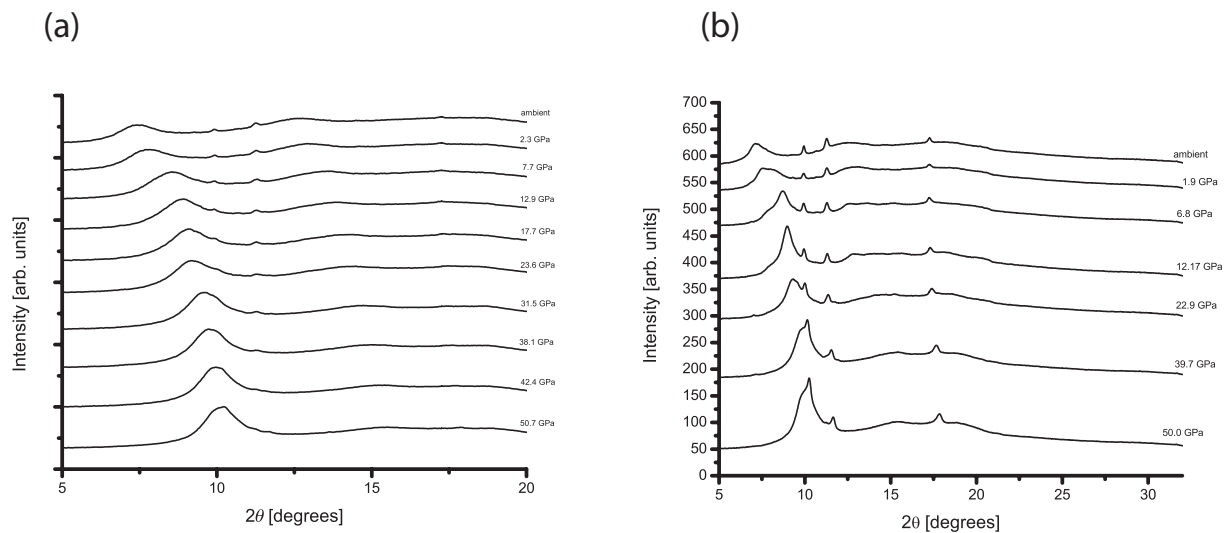 (a)
(b)
Intensity [arb. units]
ambient
2.3 GPa
7.7 GPa
12.9 GPa
17.7 GPa
23.6 GPa
31.5 GPa
38.1 GPa
42.4 GPa
50.7 GPa
5
10
15
20
2θ [degrees]
Intensity [arb. units]
700
650
600
550
500
450
400
350
300
250
200
150
100
50
0
ambient
1.9 GPa
6.8 GPa
12.17 GPa
22.9 GPa
39.7 GPa
50.0 GPa
5
10
15
20
25
30
2θ [degrees]